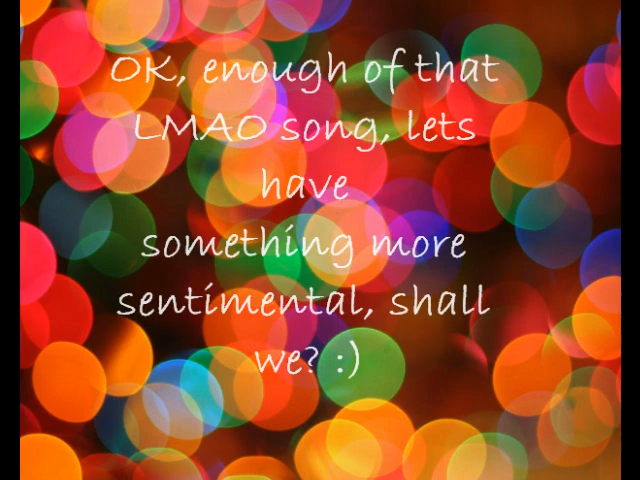 OK, enough of that
LMAO song, lets
have
something more
sentimental, shall
we? :)